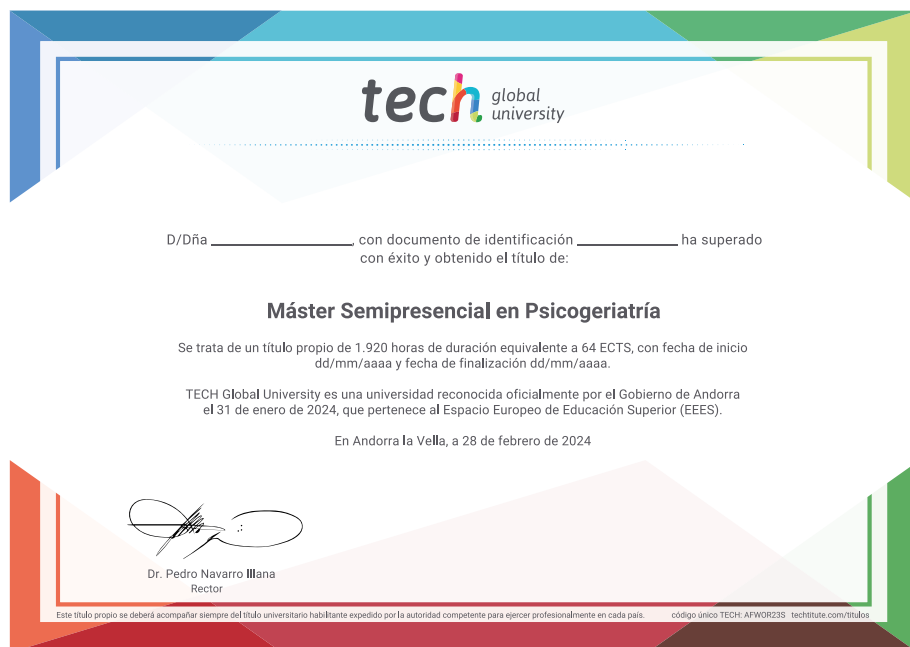 tech global university
D/Dña ____________, con documento de identificación ____________ ha superado
con éxito y obtenido el título de:
Máster Semipresencial en Psicogeriatría
Se trata de un título propio de 1.920 horas de duración equivalente a 64 ECTS, con fecha de inicio
dd/mm/aaaa y fecha de finalización dd/mm/aaaa.
TECH Global University es una universidad reconocida oficialmente por el Gobierno de Andorra
el 31 de enero de 2024, que pertenece al Espacio Europeo de Educación Superior (EEES).
En Andorra la Vella, a 28 de febrero de 2024
Dr. Pedro Navarro Illana
Rector
Este título propio se deberá acompañar siempre del título universitario habilitante expedido por la autoridad competente para ejercer profesionalmente en cada país. código único TECH: AFWOR23S techtitute.com/titulos